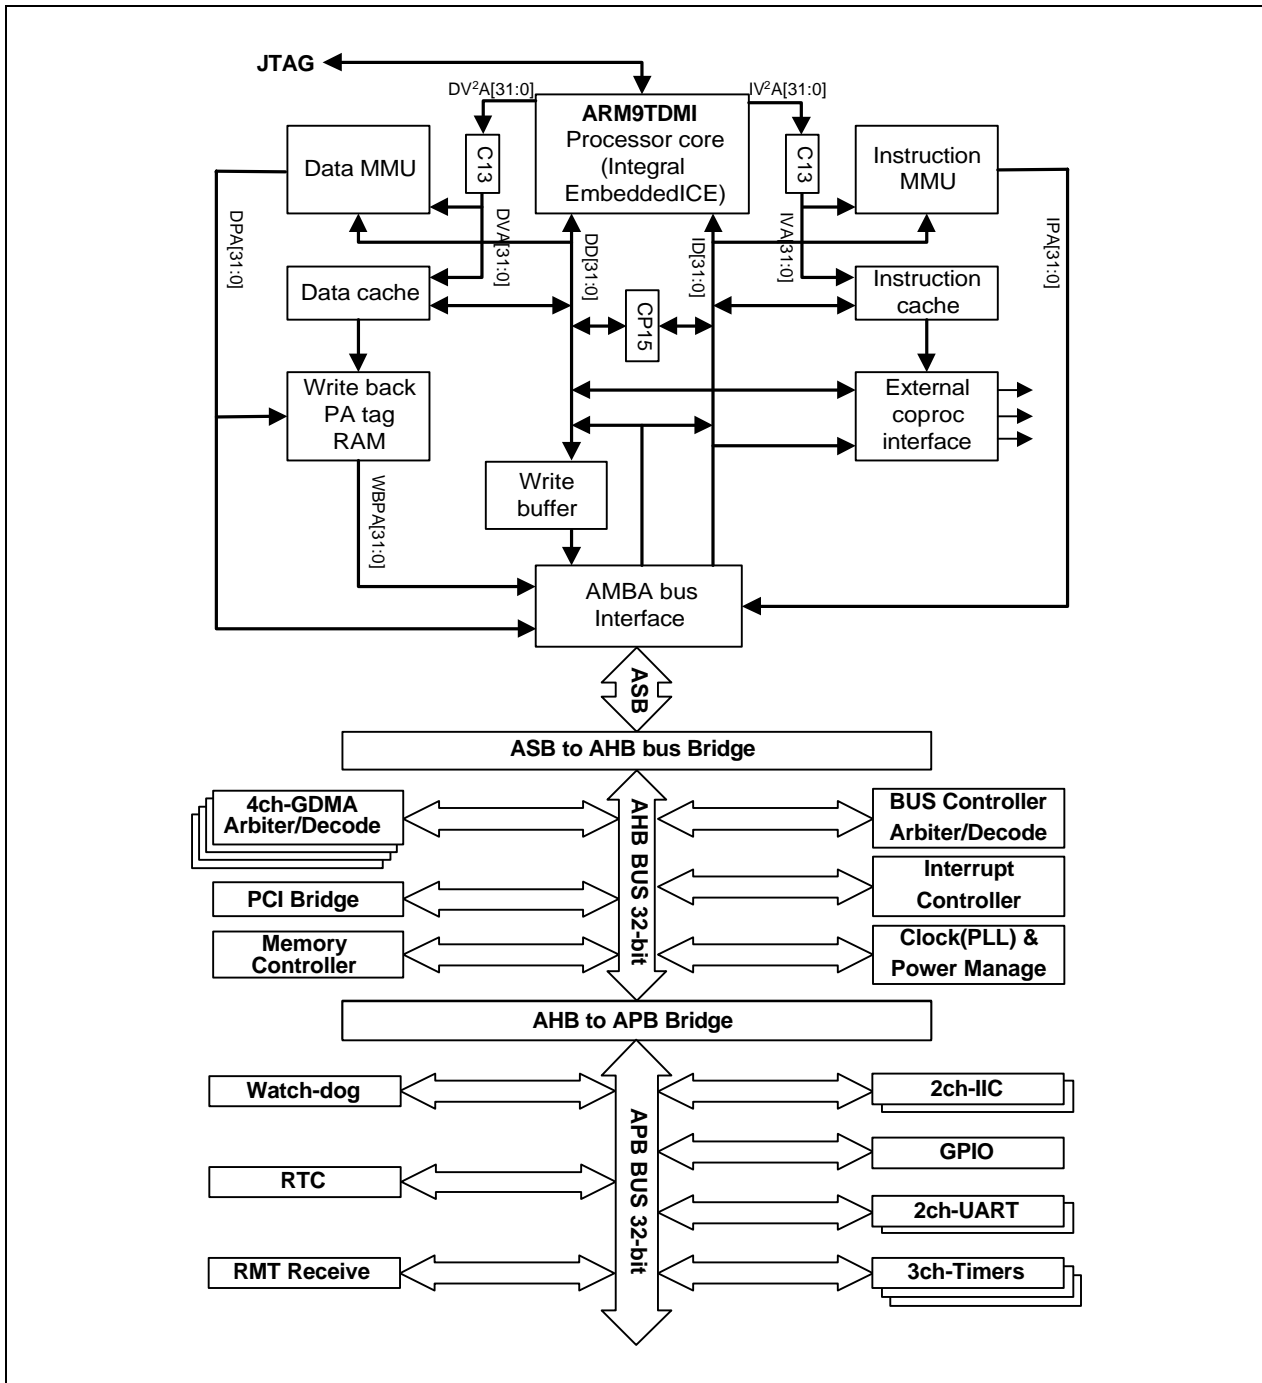 JTAG
DV²A[31:0]
IV²A[31:0]
ARM9TDMI
Processor core
(Integral
EmbeddedICE)
Data MMU
C13
C13
Instruction
MMU
DPA[31:0]
DVA[31:0]
DD[31:0]
ID[31:0]
IVA[31:0]
IPA[31:0]
Data cache
CP15
Instruction
cache
Write back
PA tag
RAM
External
coproc
interface
WBPA[31:0]
Write
buffer
AMBA bus
Interface
ASB
ASB to AHB bus Bridge
4ch-GDMA
Arbiter/Decode
AHB BUS 32-bit
BUS Controller
Arbiter/Decode
PCI Bridge
Interrupt
Controller
Memory
Controller
Clock(PLL) &
Power Manage
AHB to APB Bridge
Watch-dog
APB BUS 32-bit
2ch-IIC
GPIO
RTC
2ch-UART
RMT Receive
3ch-Timers